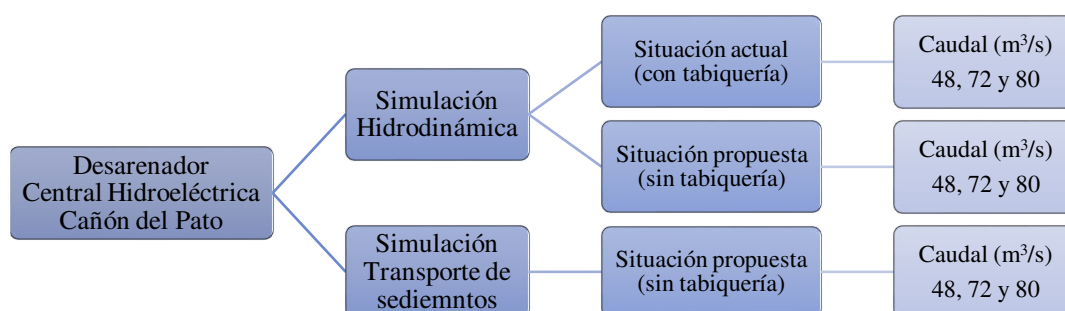 Desarenador
Central Hidroeléctrica
Cañón del Pato
Simulación
Hidrodinámica
Situación actual
(con tabiquería)
Caudal (m³/s)
48, 72 y 80
Situación propuesta
(sin tabiquería)
Caudal (m³/s)
48, 72 y 80
Simulación
Transporte de
sediemntos
Situación propuesta
(sin tabiquería)
Caudal (m³/s)
48, 72 y 80